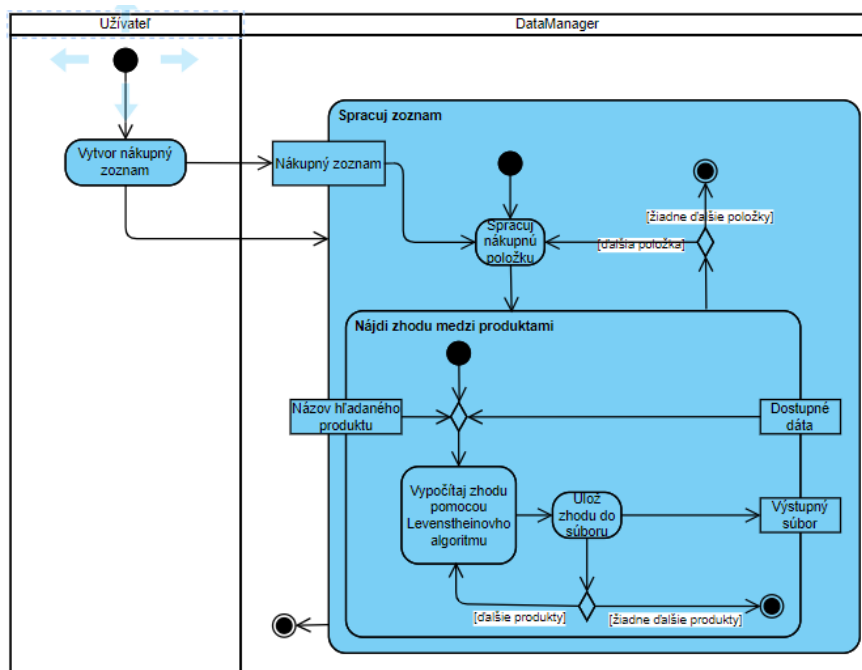 Užívateľ
DataManager
Spracuj zoznam
Vytvor nákupný
zoznam
Nákupný zoznam
[žiadne ďalšie položky]
Spracuj
nákupnú
položku
[ďalšia položka]
Nájdi zhodu medzi produktami
Názov hľadaného
produktu
Dostupné
dáta
Vypočítaj zhodu
pomocou
Levenstheinovho
algoritmu
Ulož
zhodu do
súboru
Výstupný
súbor
[ďalšie produkty]
[žiadne ďalšie produkty]